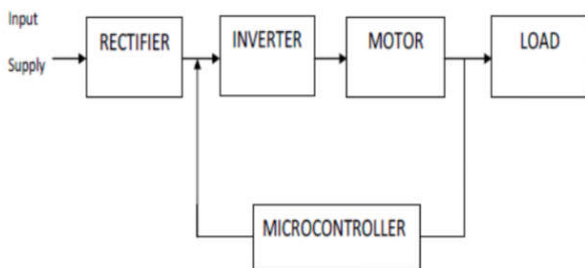 Input
Supply
RECTIFIER
INVERTER
MOTOR
LOAD
MICROCONTROLLER